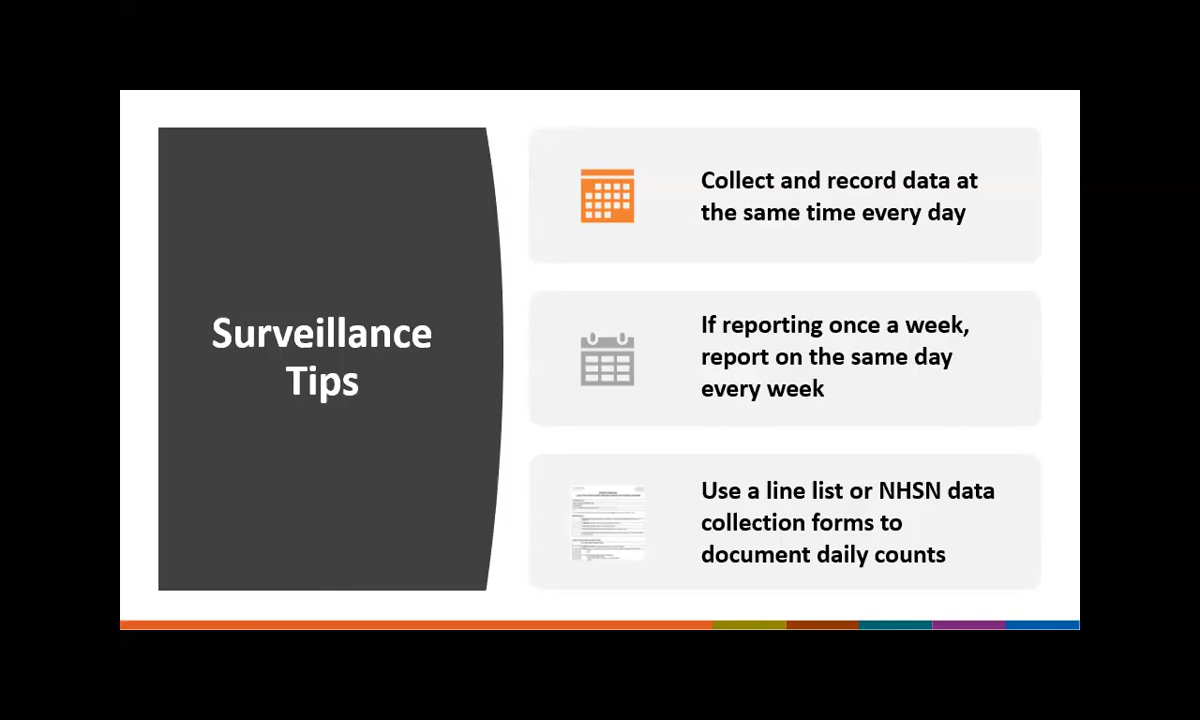 Surveillance
Tips
Collect and record data at
the same time every day
If reporting once a week,
report on the same day
every week
Use a line list or NHSN data
collection forms to
document daily counts